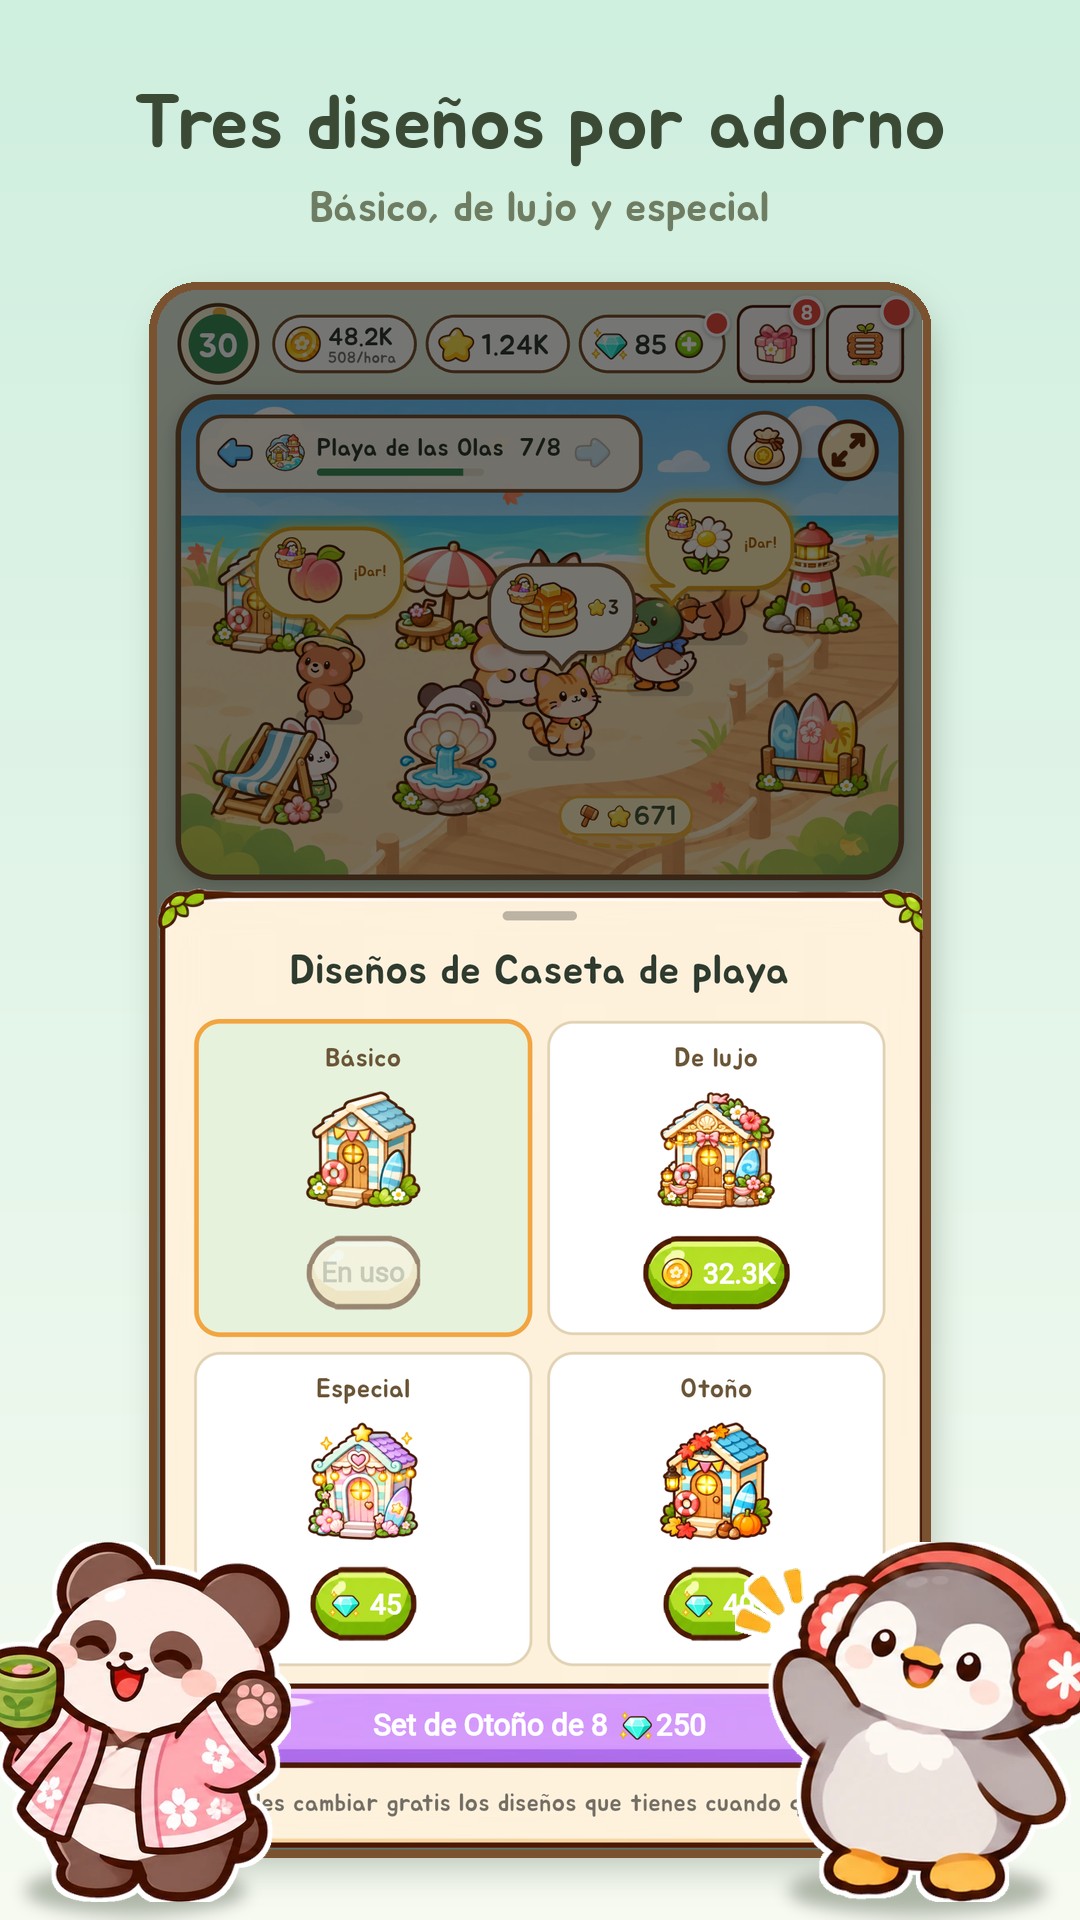 Tres diseños por adorno
Básico, de lujo y especial
30
48.2K
508/hora
1.24K
85
8
Playa de las Olas 7/8
¡Dar!
¡Dar!
3
671
Diseños de Caseta de playa
Básico
De lujo
En uso
32.3K
Especial
Otoño
45
Set de Otoño de 8 250
cambiar gratis los diseños que tienes cuando